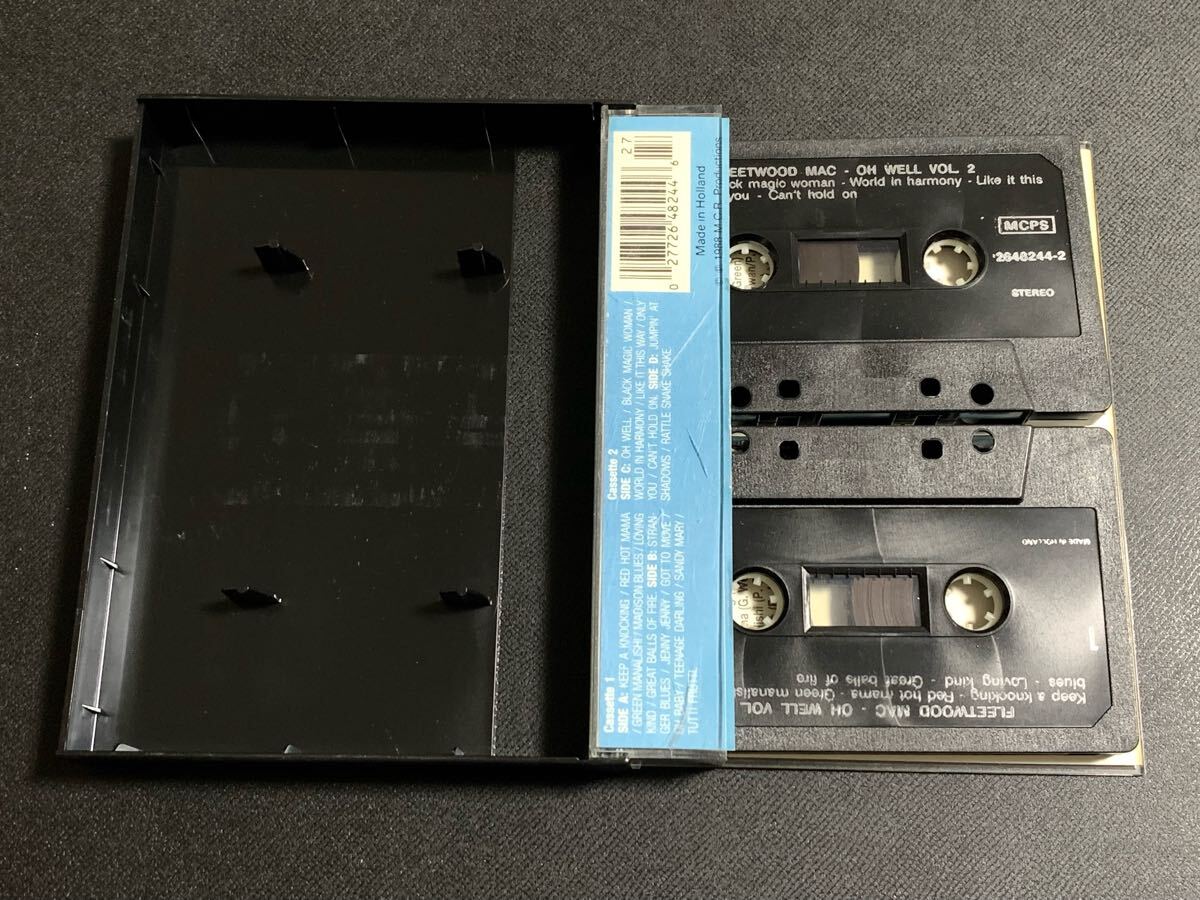 Cassette 1
SIDE A: KEEP A KNOCKING / RED HOT MAMA
/ GREEN MANALISHI / MADISON BLUES / LOVING
KIND / GREAT BALLS OF FIRE. SIDE B: STRAN-
GER BLUES / JENNY JENNY / GOT TO MOVE /
OH BABY / TEENAGE DARLING / SANDY MARY /
TUTTI FRUTTI.
Cassette 2
SIDE C: OH WELL / BLACK MAGIC WOMAN /
WORLD IN HARMONY / LIKE IT THIS WAY / ONLY
YOU / CAN'T HOLD ON. SIDE D: JUMPIN' AT
SHADOWS / RATTLE SNAKE SHAKE
27
0 27726 48244 6
Made in Holland
1988 M.C.R. Productions
EETWOOD MAC - OH WELL VOL. 2
ck magic woman - World in harmony - Like it this
you - Can't hold on
MCPS
2648244-2
STEREO
MADE IN HOLLAND
1
FLEETWOOD MAC - OH WELL VOL
Keep a knocking - Red hot mama - Green manalis
blues - Loving kind - Great balls of fire